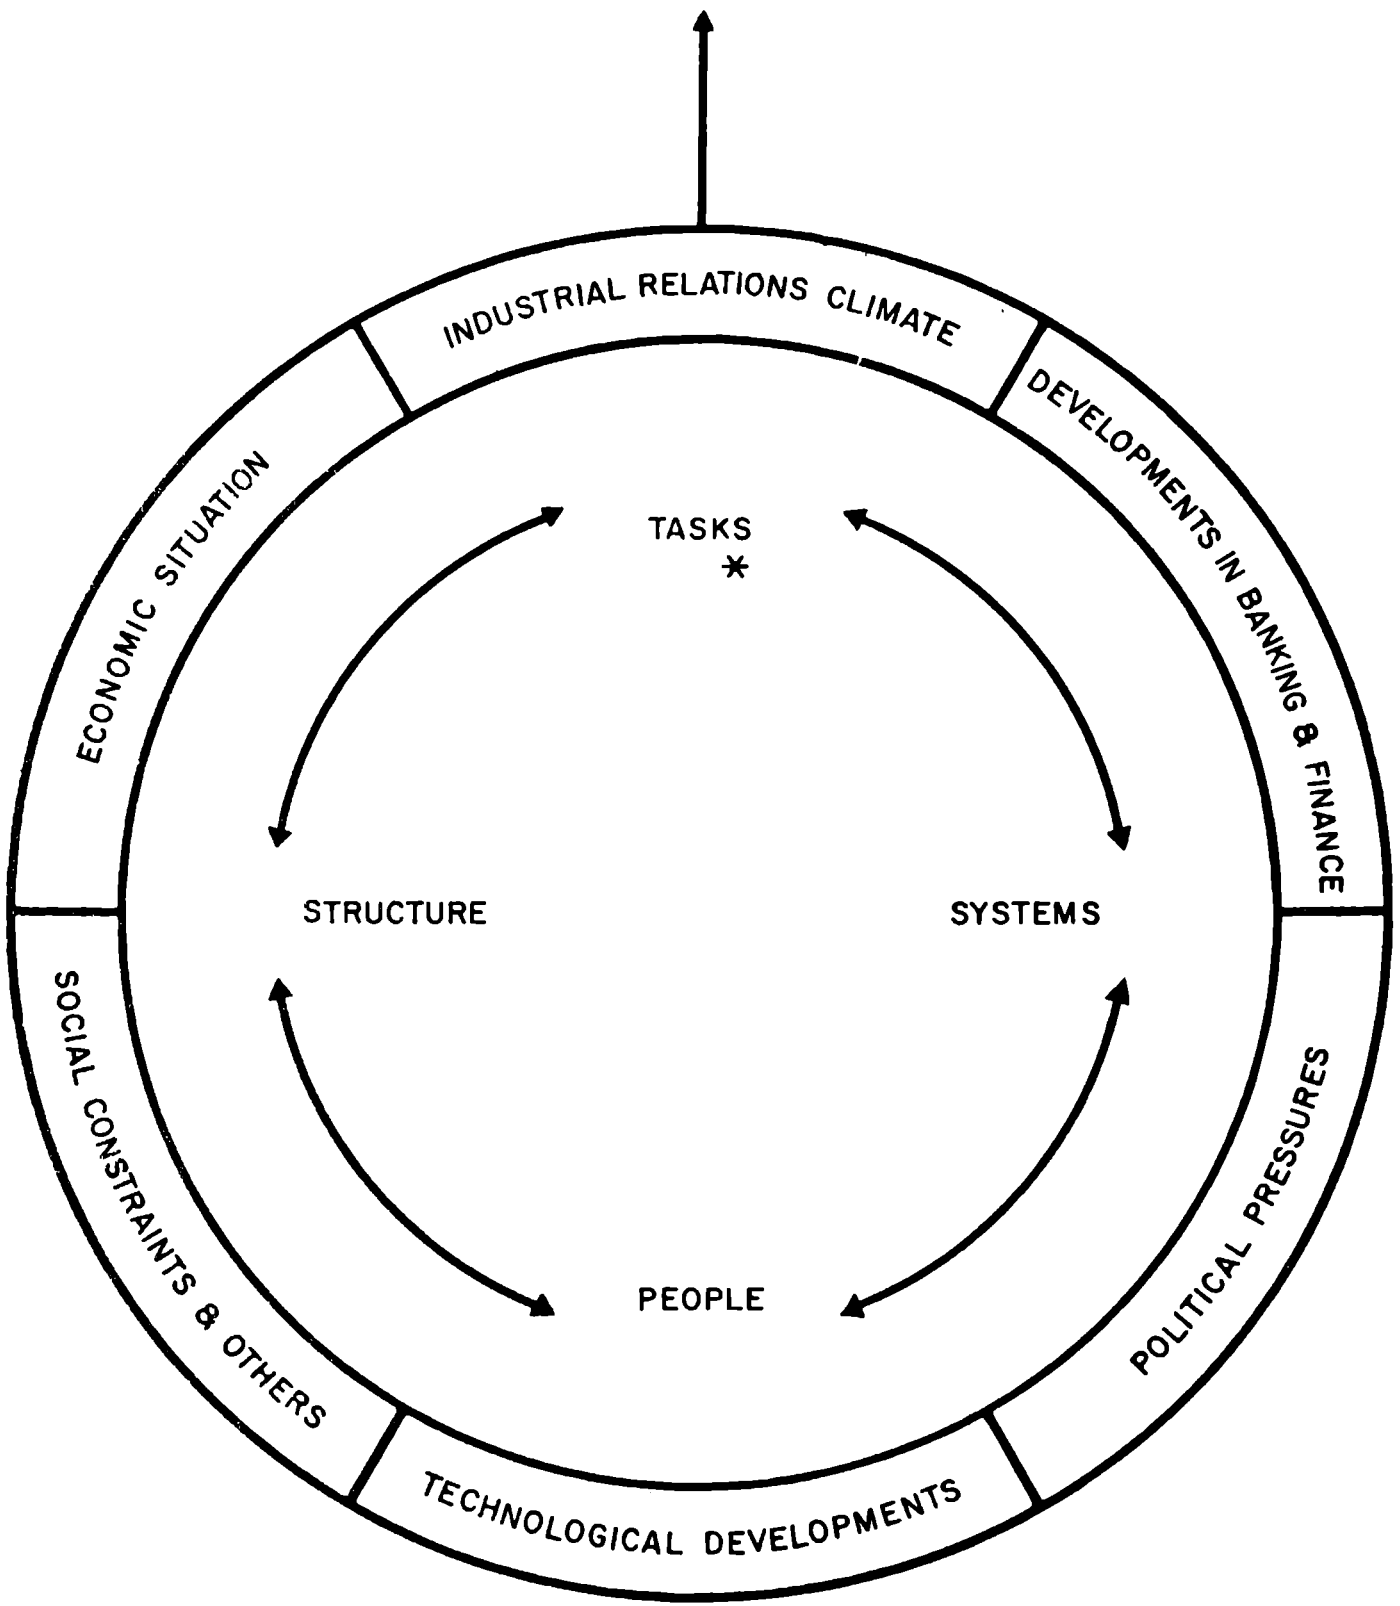 INDUSTRIAL RELATIONS CLIMATE
DEVELOPMENTS IN BANKING & FINANCE
ECONOMIC SITUATION
TASKS
*
STRUCTURE
SYSTEMS
SOCIAL CONSTRAINTS & OTHERS
POLITICAL PRESSURES
PEOPLE
TECHNOLOGICAL DEVELOPMENTS